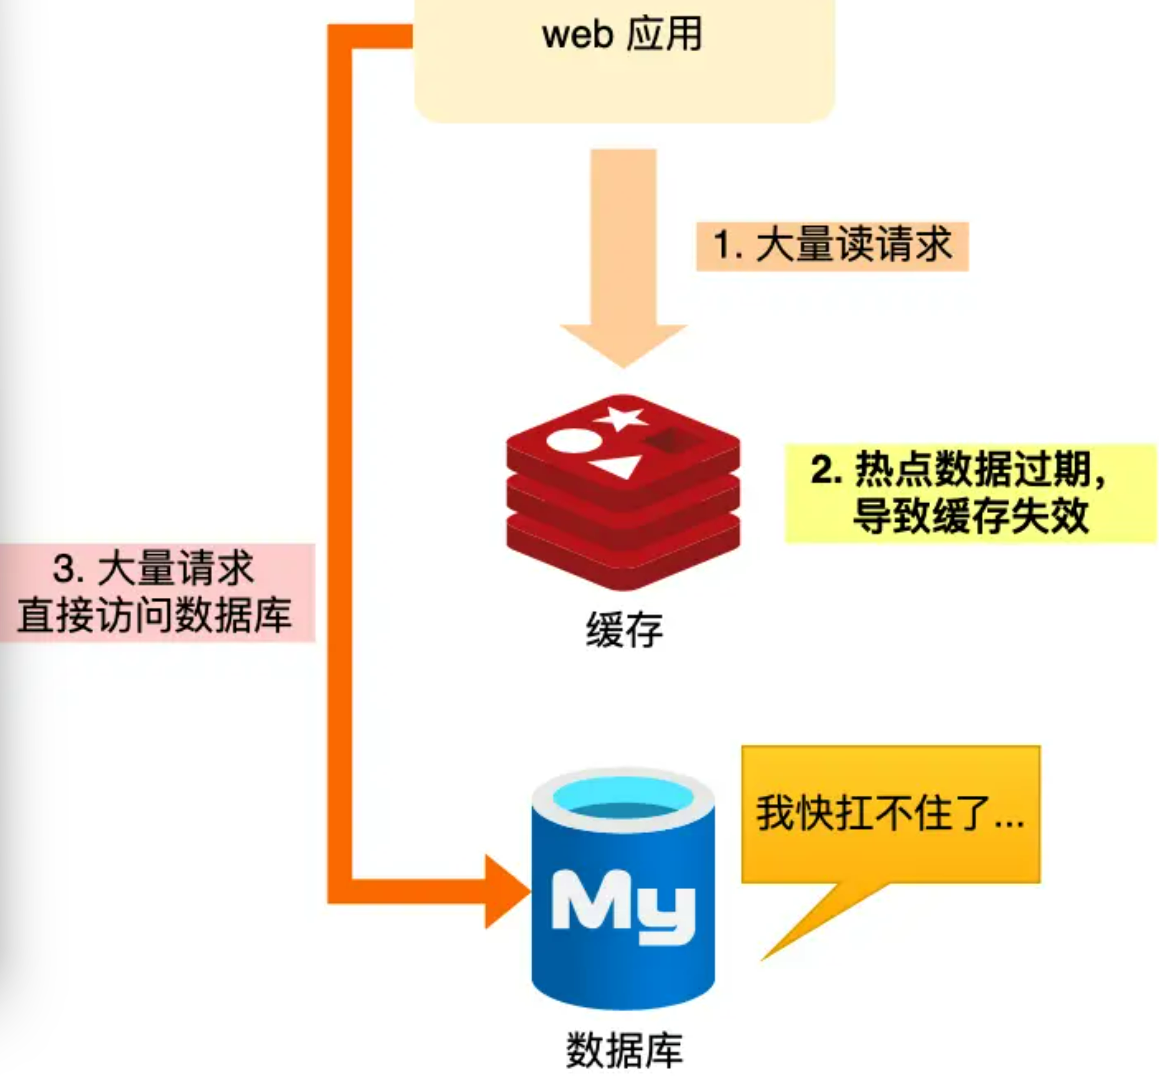 web 应用
1. 大量读请求
2. 热点数据过期，
导致缓存失效
3. 大量请求
直接访问数据库
缓存
我快扛不住了...
My
数据库